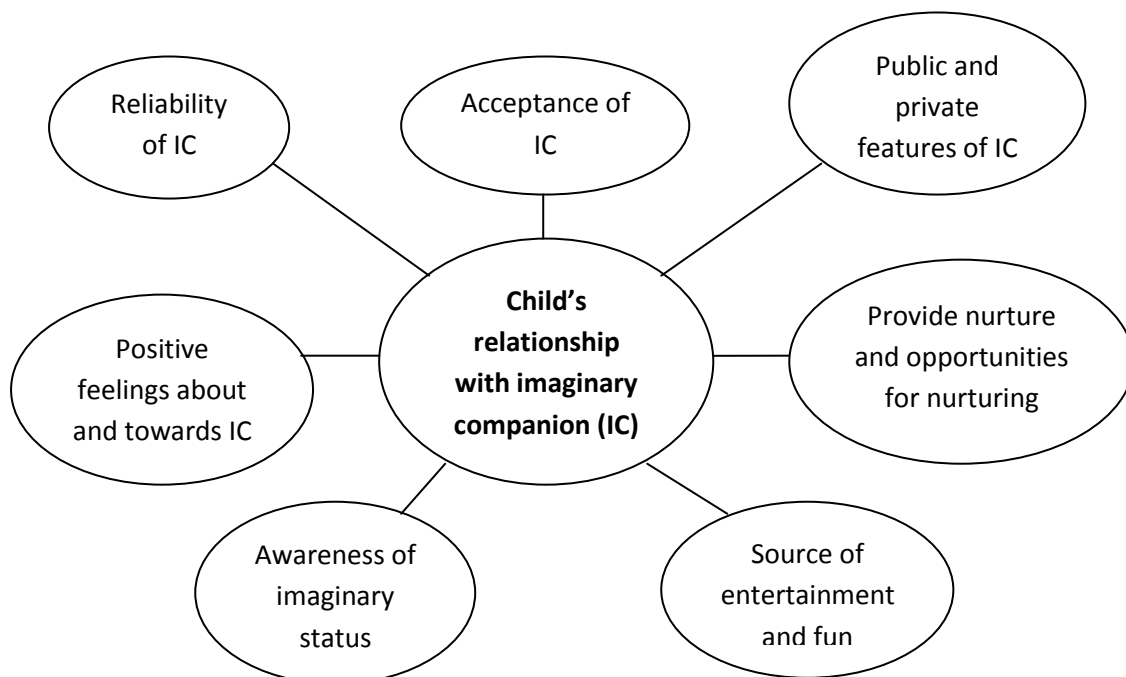 Reliability
of IC
Acceptance of
IC
Public and
private
features of IC
Child’s
relationship
with imaginary
companion (IC)
Positive
feelings about
and towards IC
Provide nurture
and opportunities
for nurturing
Awareness of
imaginary
status
Source of
entertainment
and fun